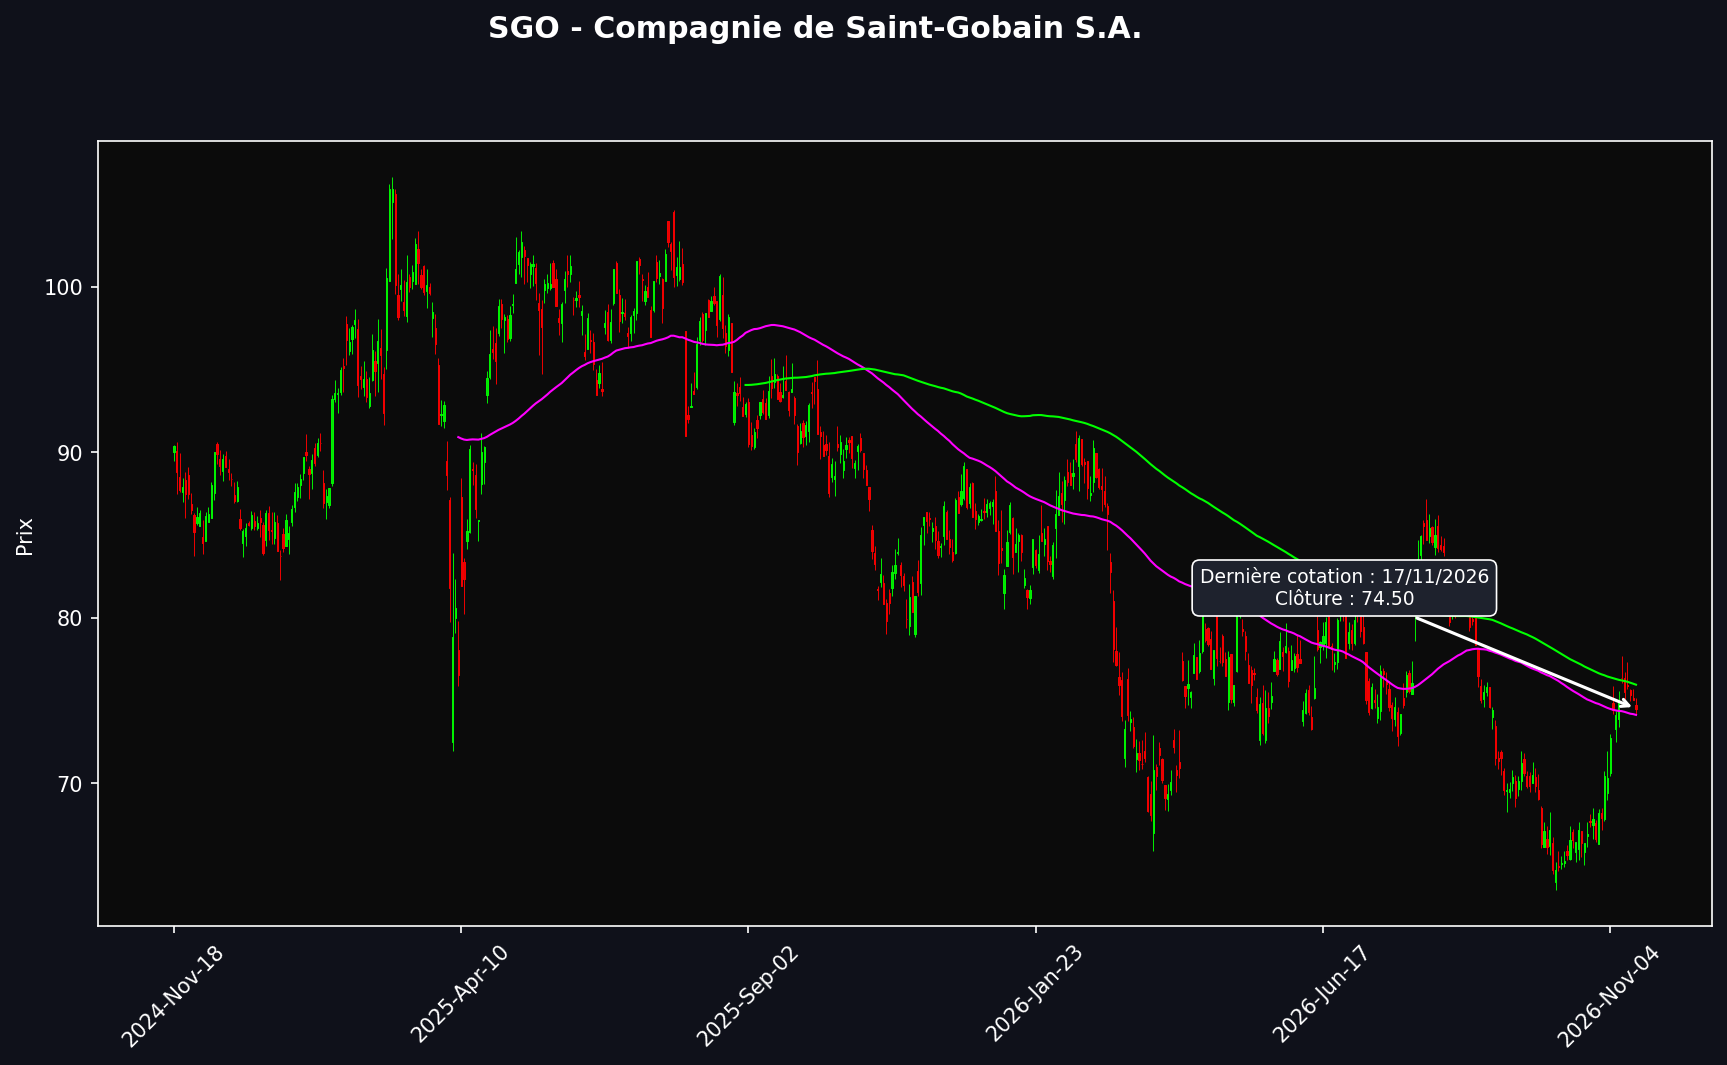 SGO - Compagnie de Saint-Gobain S.A.
Prix
100
90
80
70
Dernière cotation : 17/11/2026
Clôture : 74.50
2024-Nov-18
2025-Apr-10
2025-Sep-02
2026-Jan-23
2026-Jun-17
2026-Nov-04